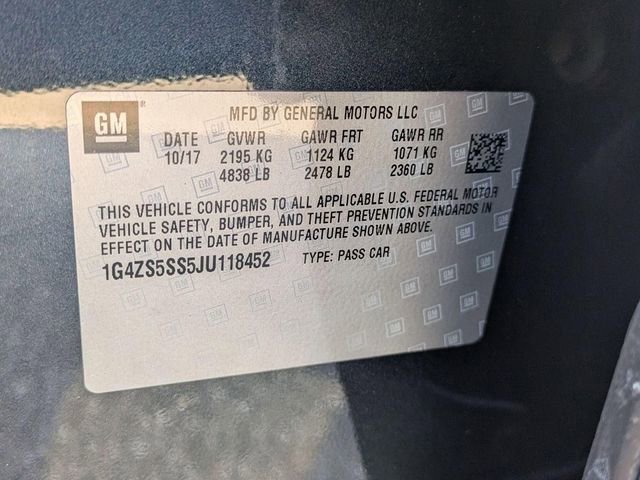 GM
MFD BY GENERAL MOTORS LLC
DATE GVWR GAWR FRT GAWR RR
10/17 2195 KG 1124 KG 1071 KG
4838 LB 2478 LB 2360 LB
THIS VEHICLE CONFORMS TO ALL APPLICABLE U.S. FEDERAL MOTOR
VEHICLE SAFETY, BUMPER, AND THEFT PREVENTION STANDARDS IN
EFFECT ON THE DATE OF MANUFACTURE SHOWN ABOVE.
1G4ZS5SS5JU118452 TYPE: PASS CAR